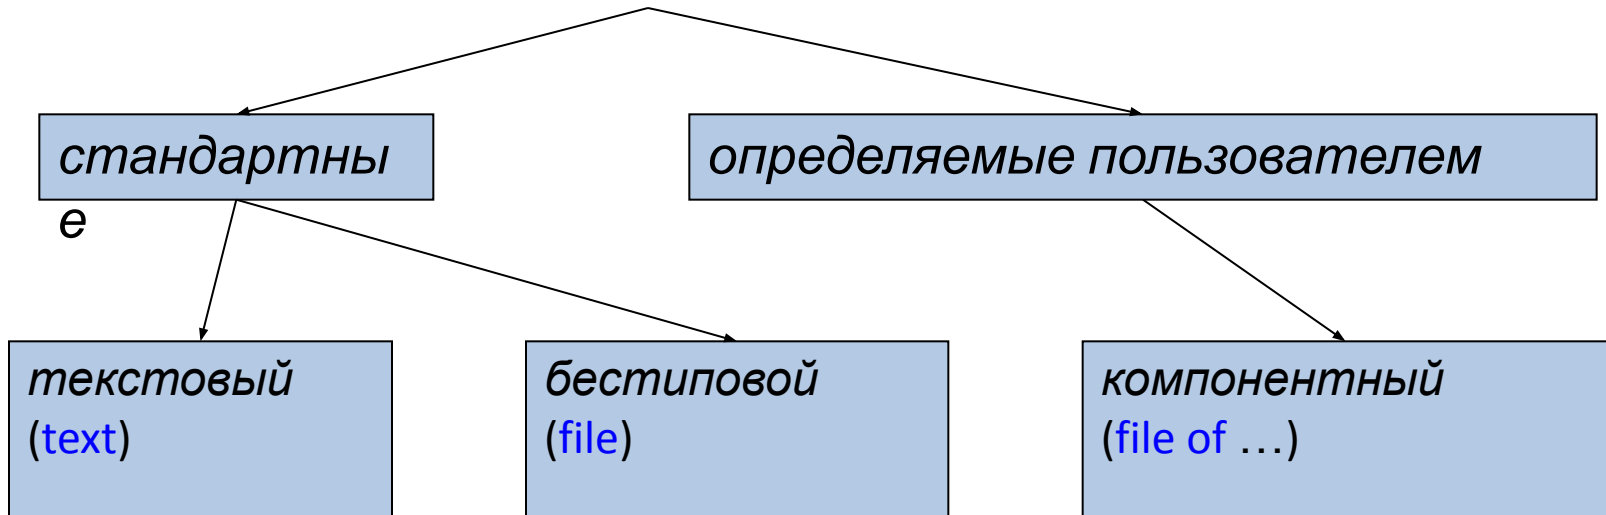 стандартны
е
определяемые пользователем
текстовый
(text)
бестиповой
(file)
компонентный
(file of …)